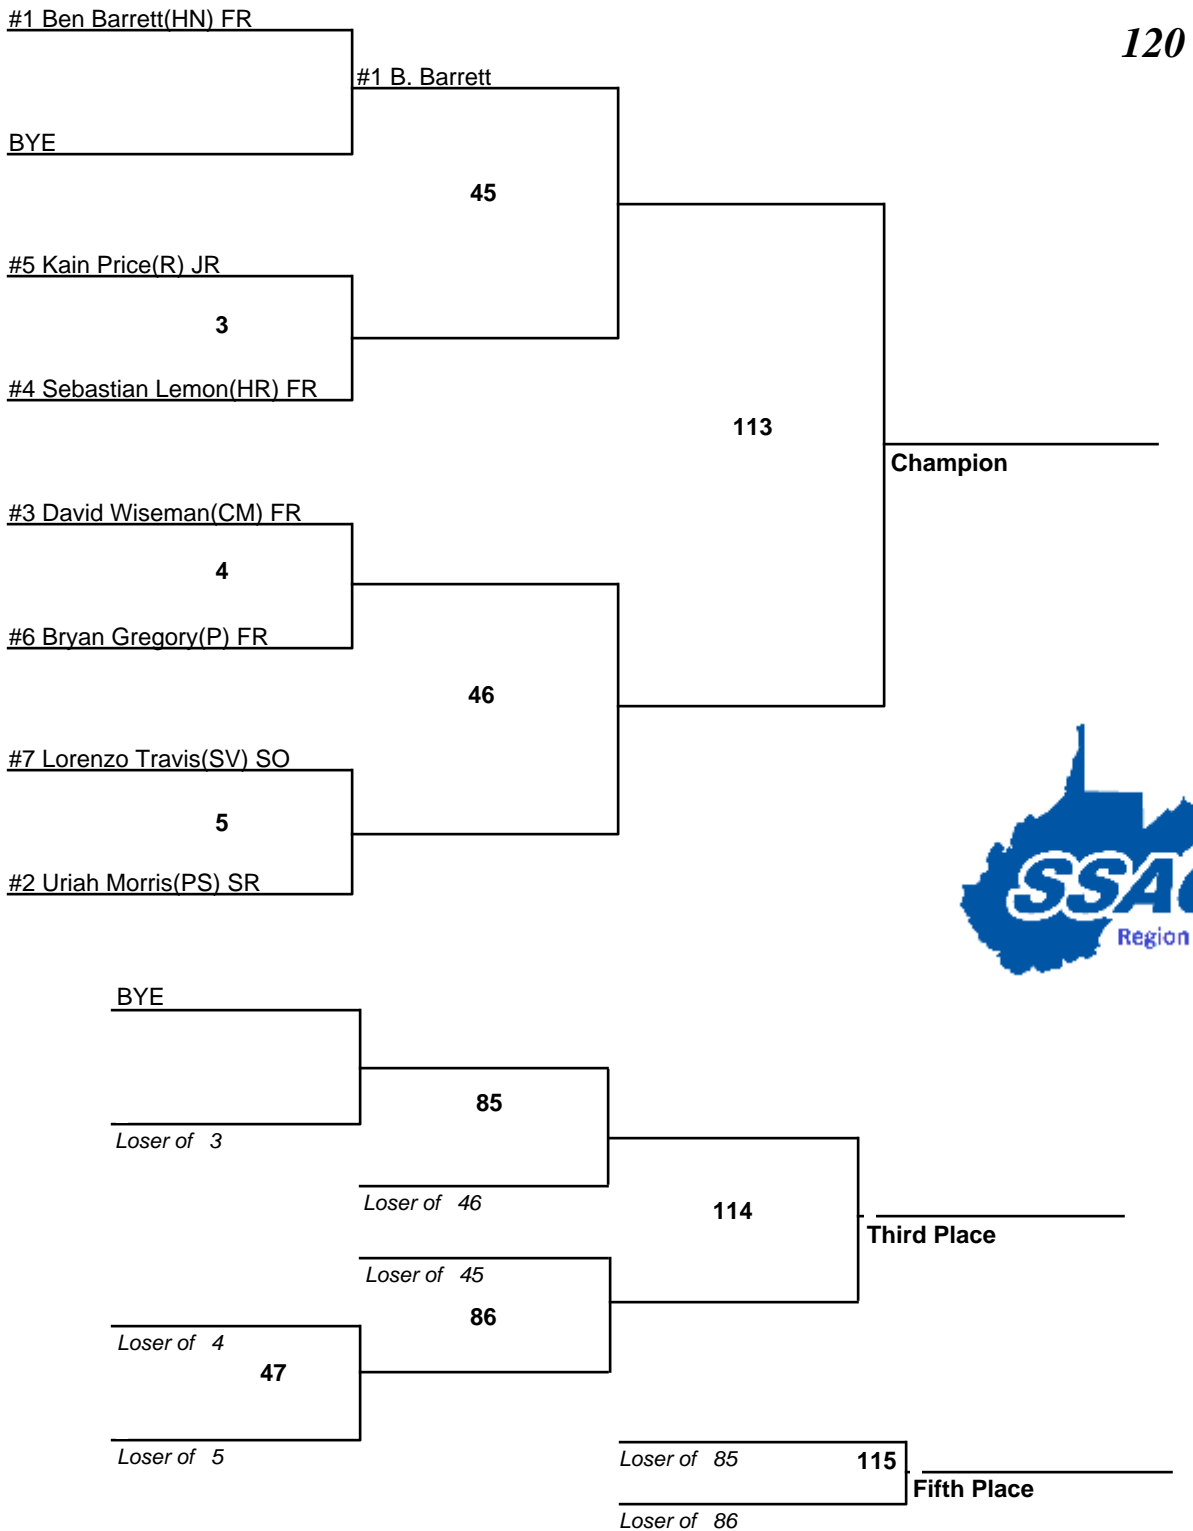 #1 Ben Barrett(HN) FR
120
#1 B. Barrett
BYE
45
#5 Kain Price(R) JR
3
#4 Sebastian Lemon(HR) FR
113
Champion
#3 David Wiseman(CM) FR
4
#6 Bryan Gregory(P) FR
46
#7 Lorenzo Travis(SV) SO
5
#2 Uriah Morris(PS) SR
SSAC
Region
BYE
85
Loser of 3
Loser of 46
114
Third Place
Loser of 45
86
Loser of 4
47
Loser of 5
Loser of 85
115
Fifth Place
Loser of 86